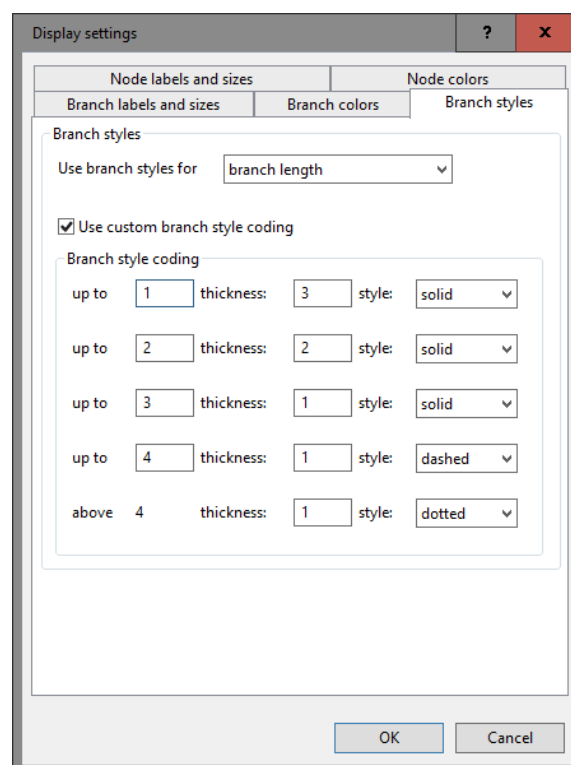 Display settings ? x
Node labels and sizes Node colors
Branch labels and sizes Branch colors Branch styles
Branch styles
Use branch styles for branch length
Use custom branch style coding
Branch style coding
up to 1 thickness: 3 style: solid
up to 2 thickness: 2 style: solid
up to 3 thickness: 1 style: solid
up to 4 thickness: 1 style: dashed
above 4 thickness: 1 style: dotted
OK Cancel